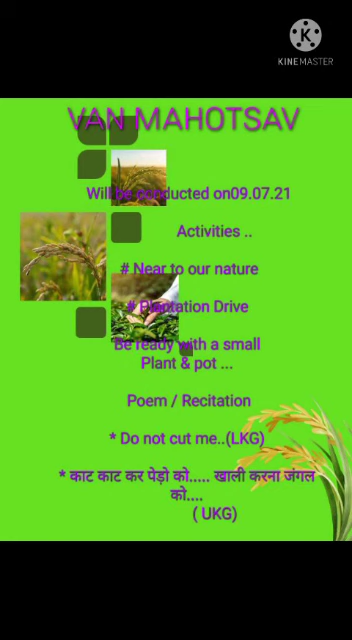 KINEMASTER
VAN MAHOTSAV
Will be conducted on09.07.21
Activities ..
# Near to our nature
# Plantation Drive
Be ready with a small
Plant & pot ...
Poem / Recitation
* Do not cut me..(LKG)
* काट काट कर पेड़ो को..... खाली करना जंगल
को....
( UKG)